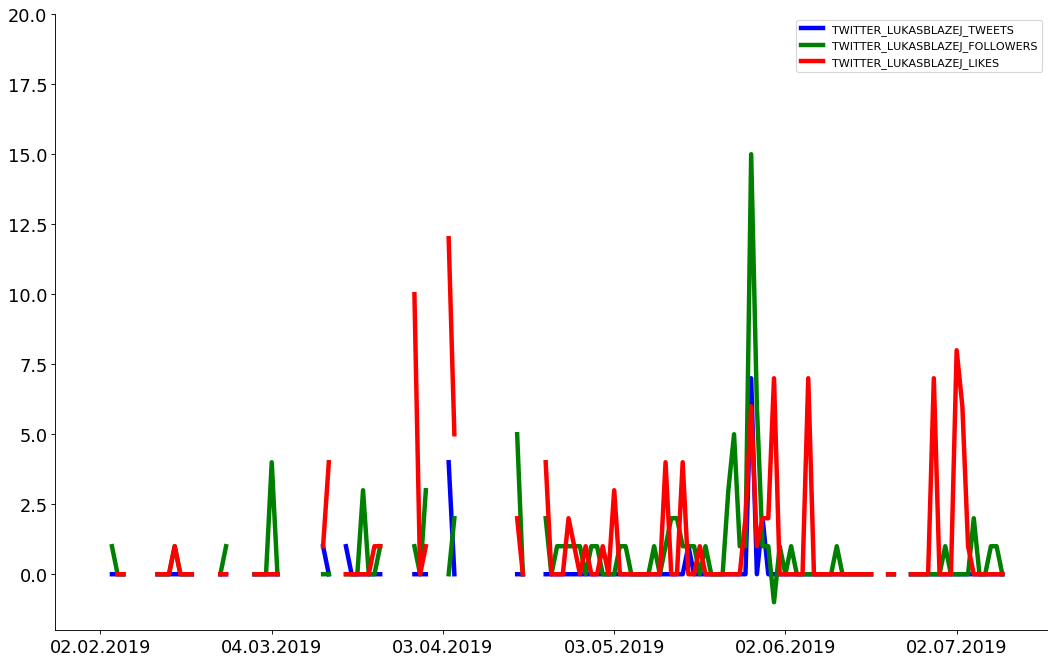 20.0
17.5
15.0
12.5
10.0
7.5
5.0
2.5
0.0
TWITTER_LUKASBLAZEJ_TWEETS
TWITTER_LUKASBLAZEJ_FOLLOWERS
TWITTER_LUKASBLAZEJ_LIKES
02.02.2019 04.03.2019 03.04.2019 03.05.2019 02.06.2019 02.07.2019